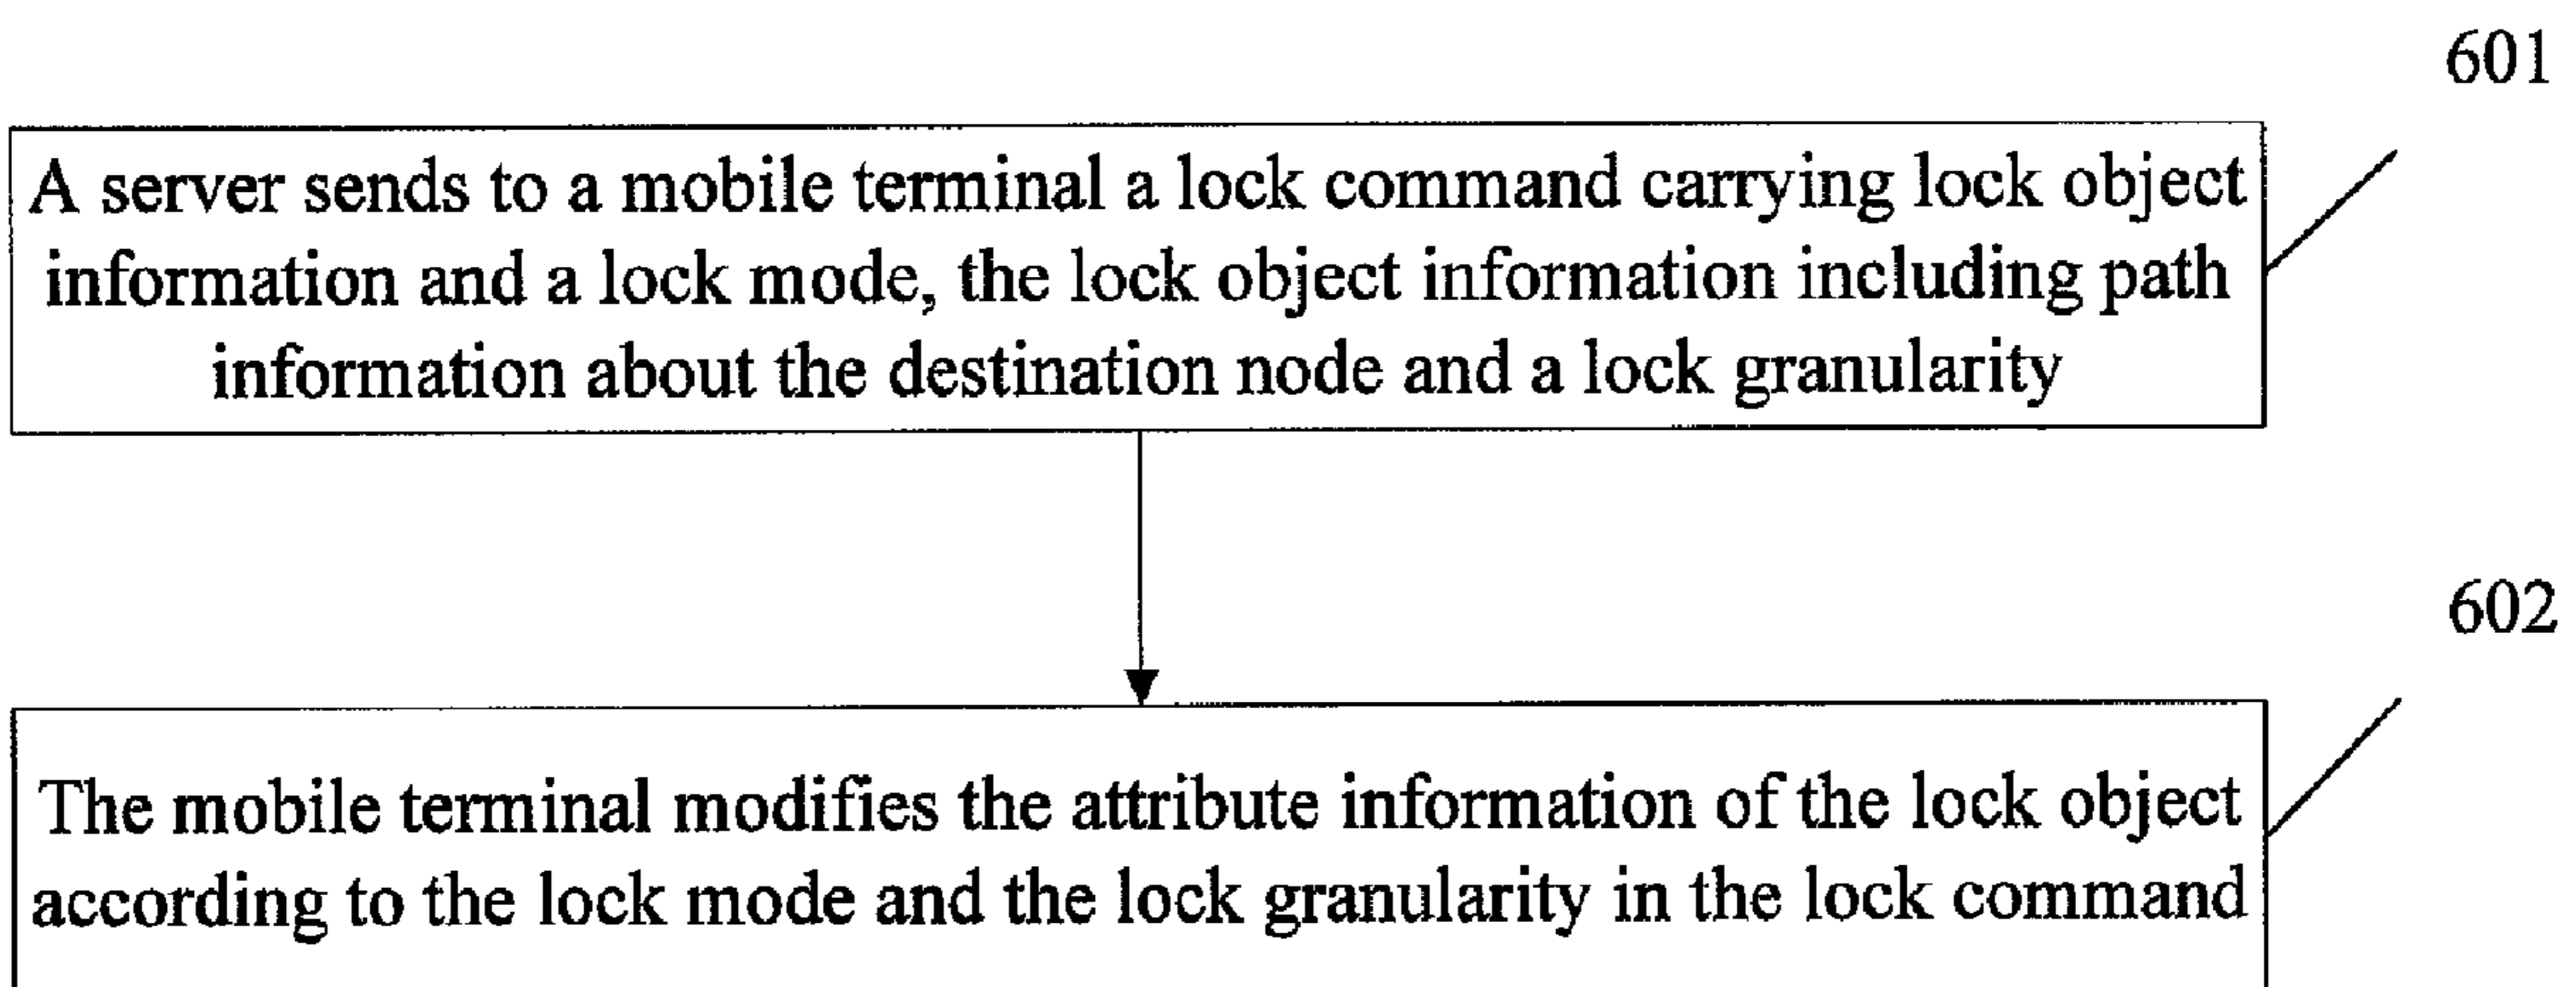 601
A server sends to a mobile terminal a lock command carrying lock object
information and a lock mode, the lock object information including path
information about the destination node and a lock granularity
602
The mobile terminal modifies the attribute information of the lock object
according to the lock mode and the lock granularity in the lock command